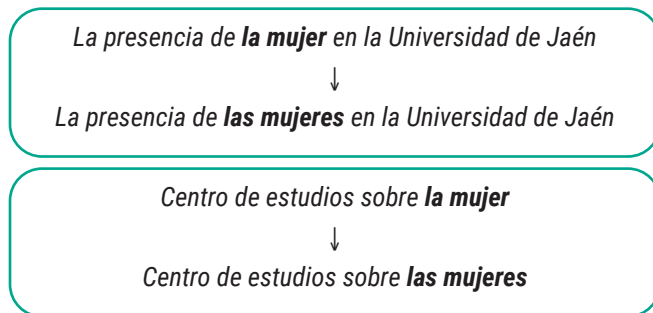 La presencia de la mujer en la Universidad de Jaén
↓
La presencia de las mujeres en la Universidad de Jaén
Centro de estudios sobre la mujer
↓
Centro de estudios sobre las mujeres